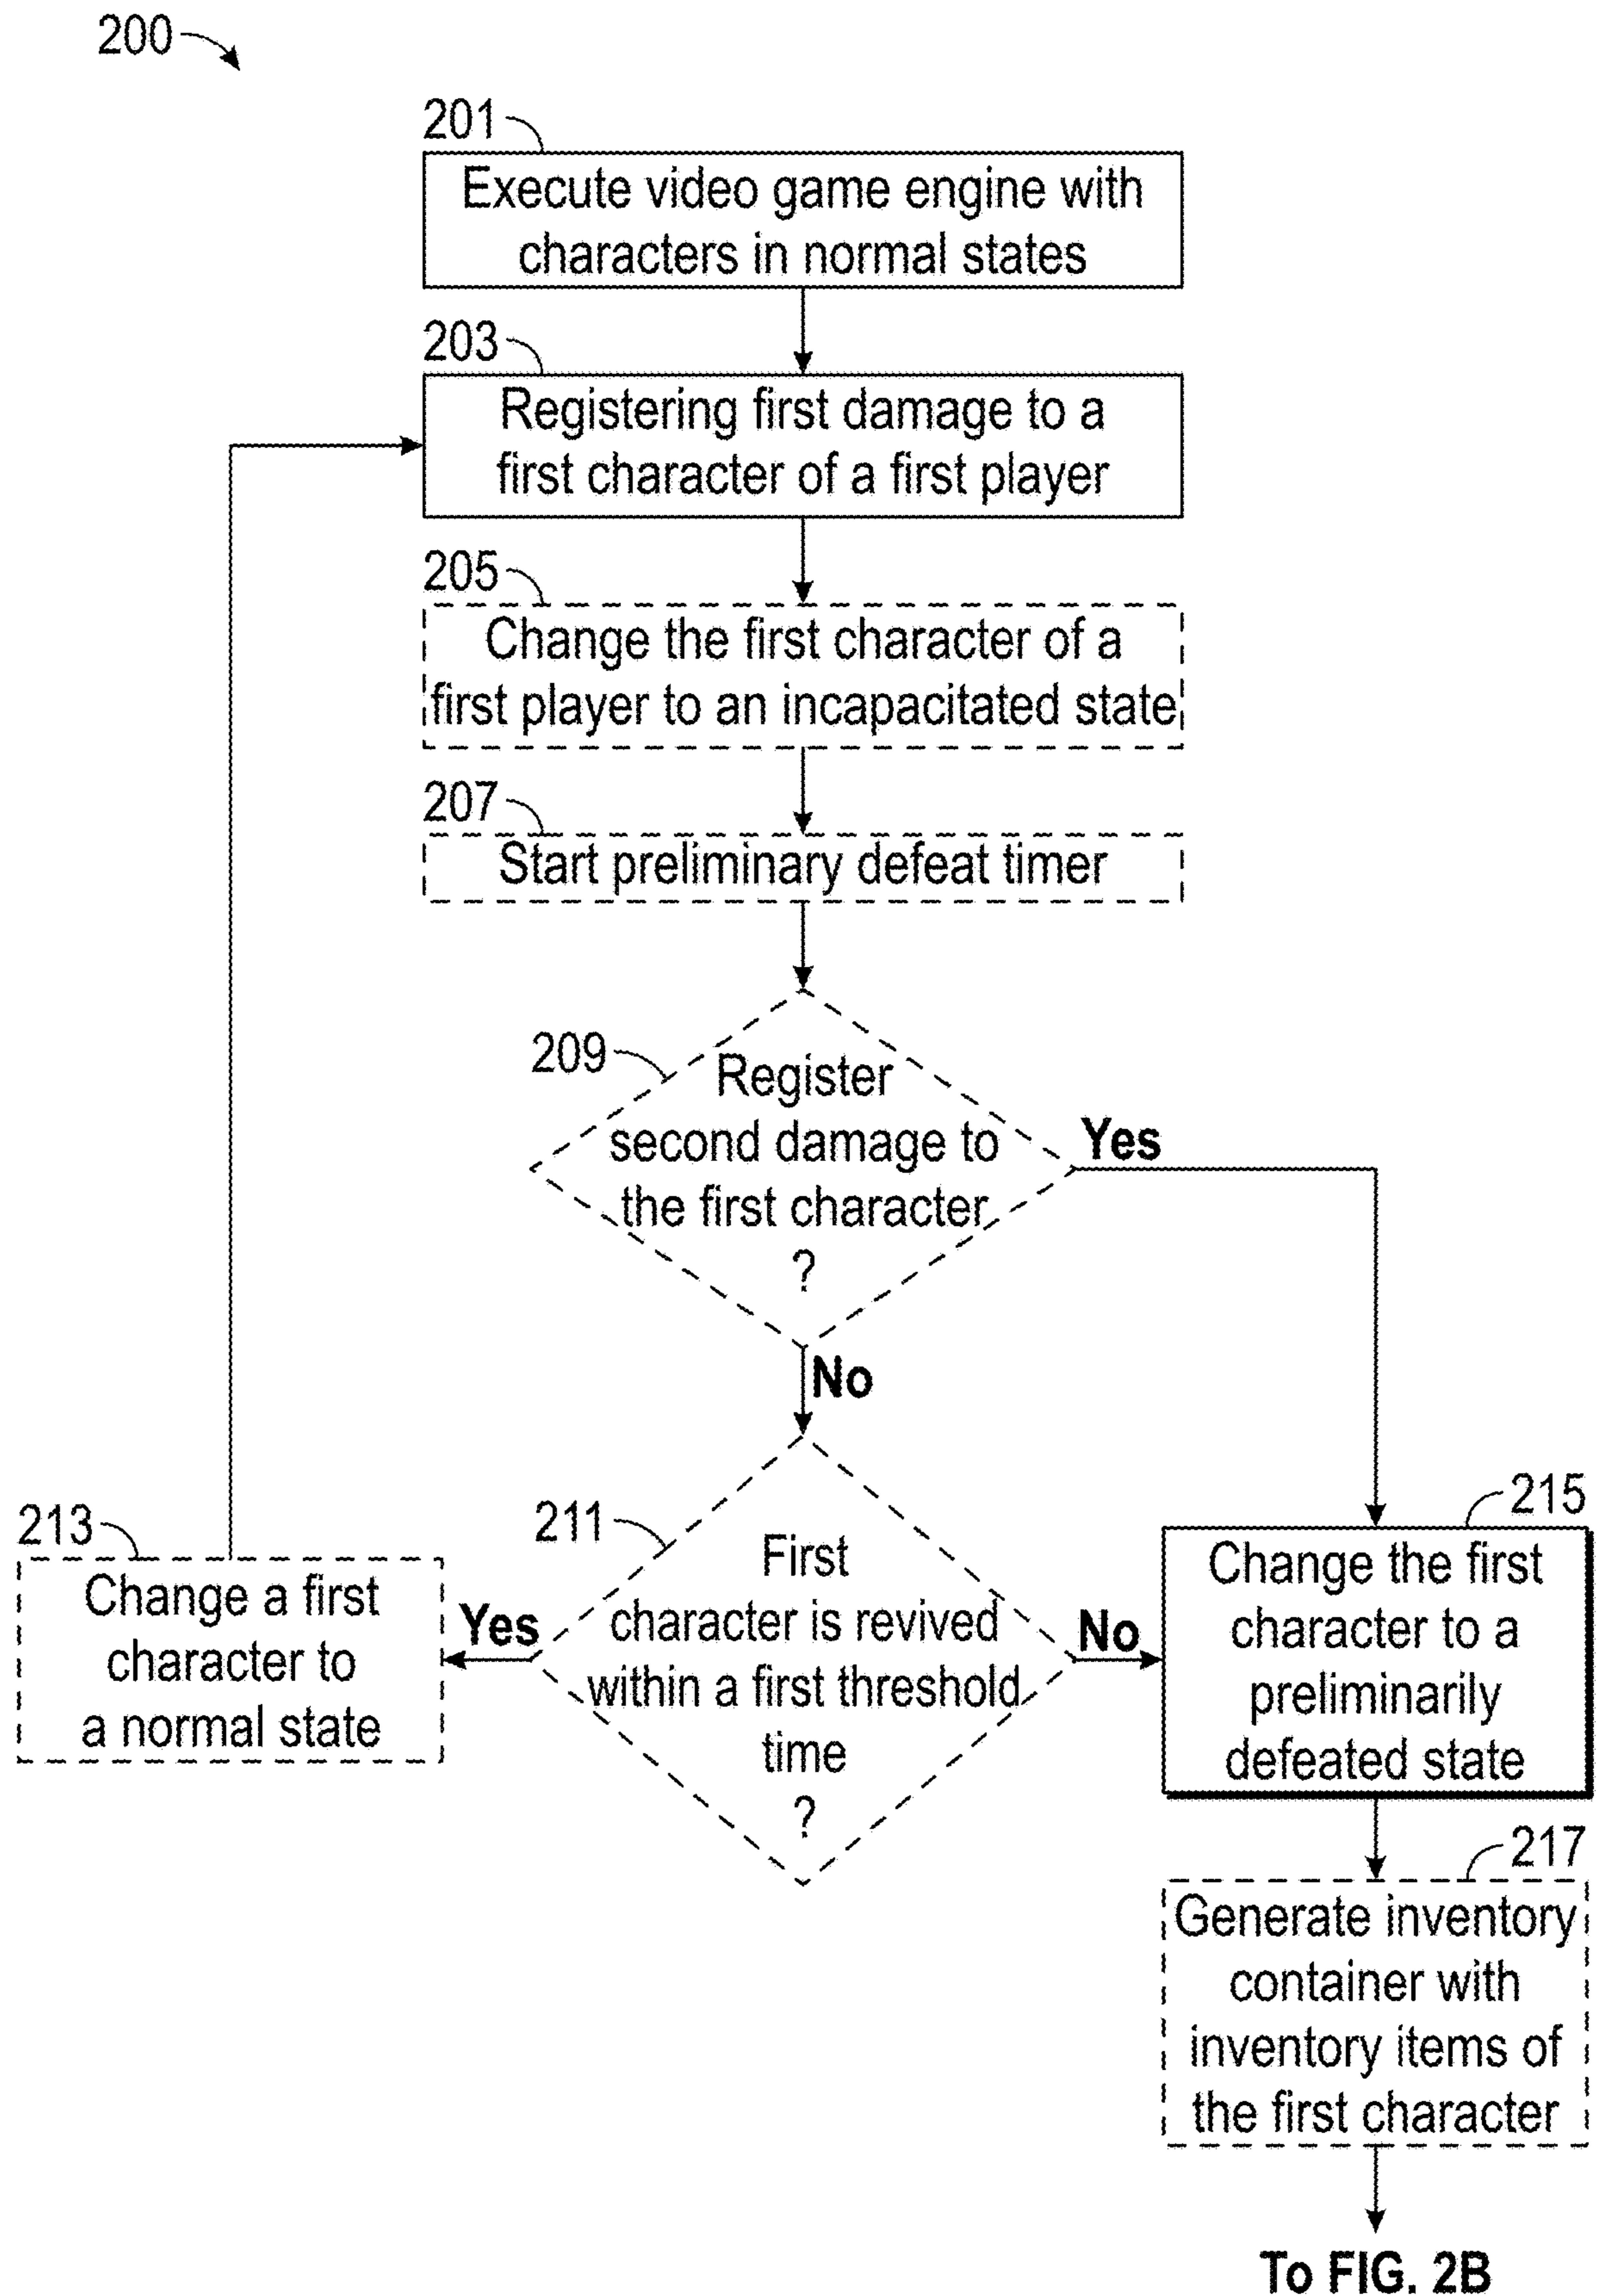 200
201
Execute video game engine with
characters in normal states
203
Registering first damage to a
first character of a first player
205
Change the first character of a
first player to an incapacitated state
207
Start preliminary defeat timer
209
Register
second damage to
the first character
?
Yes
No
211
First
character is revived
within a first threshold
time
?
Yes
No
213
Change a first
character to
a normal state
215
Change the first
character to a
preliminarily
defeated state
217
Generate inventory
container with
inventory items of
the first character
To FIG. 2B